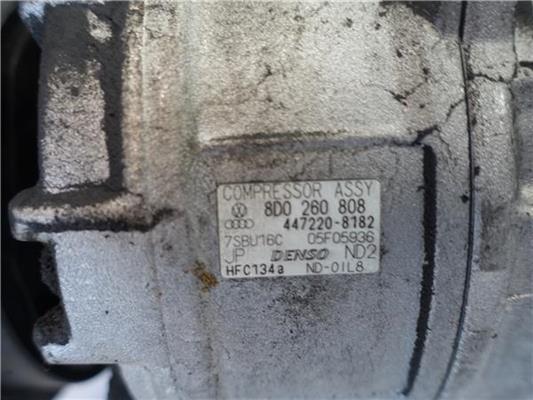 COMPRESSOR ASSY
8D0 260 808
447220-8182
7SBU16C 05F05936
JP DENSO ND2
HFC134a ND-OIL8